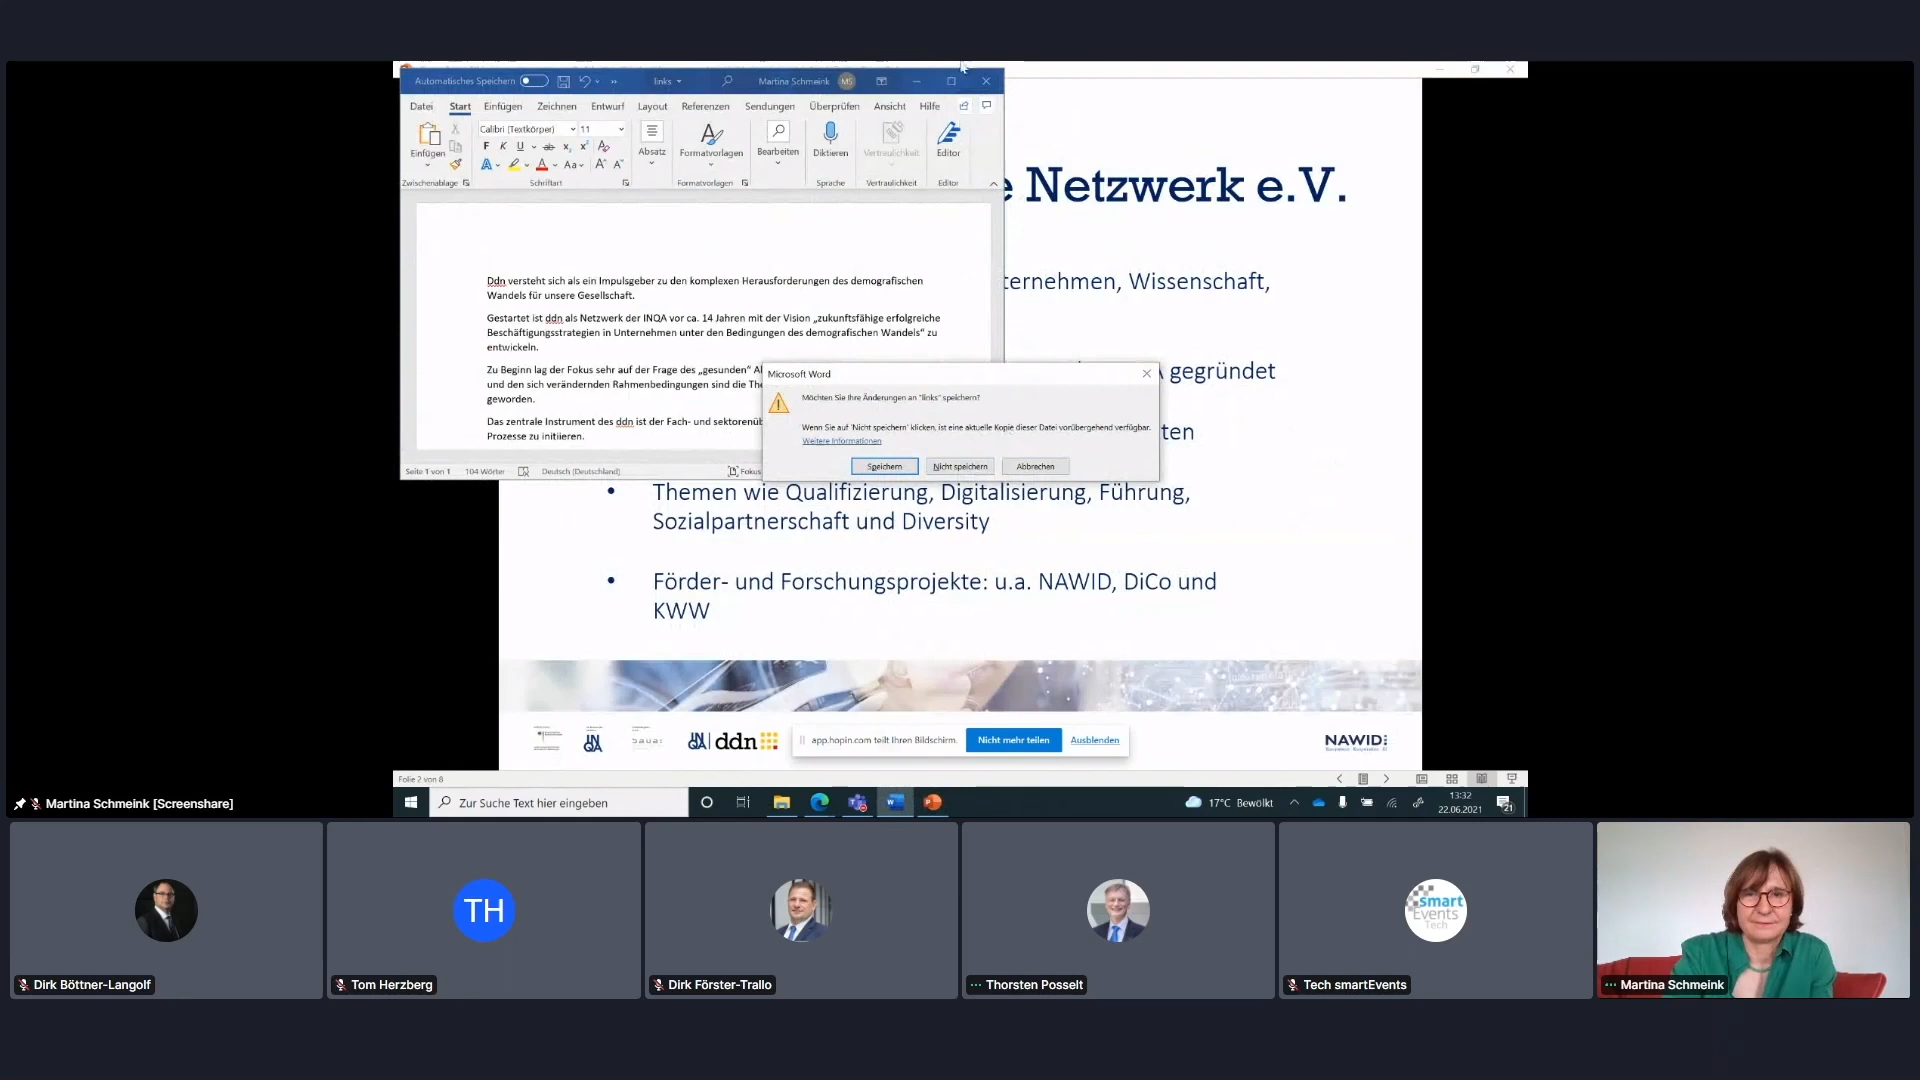 Automatisches Speichern
links
Martina Schmeink
MS
Datei Start Einfügen Zeichnen Entwurf Layout Referenzen Sendungen Überprüfen Ansicht Hilfe
Calibri (Textkörper) 11
Einfügen
F K U ab x₂ x²
A A Aa A A
Absatz
Formatvorlagen
Bearbeiten
Diktieren
Vertraulichkeit
Editor
Zwischenablage Schriftart Formatvorlagen Sprache Vertraulichkeit Editor
Ddn versteht sich als ein Impulsgeber zu den komplexen Herausforderungen des demografischen
Wandels für unsere Gesellschaft.
Gestartet ist ddn als Netzwerk der INQA vor ca. 14 Jahren mit der Vision „zukunftsfähige erfolgreiche
Beschäftigungsstrategien in Unternehmen unter den Bedingungen des demografischen Wandels“ zu
entwickeln.
Zu Beginn lag der Fokus sehr auf der Frage des „gesunden“
und den sich verändernden Rahmenbedingungen sind die
geworden.
Das zentrale Instrument des ddn ist der Fach- und
Prozesse zu initiieren.
Seite 1 von 1 104 Wörter Deutsch (Deutschland) Fokus
Microsoft Word
Möchten Sie Ihre Änderungen an "links" speichern?
Wenn Sie auf 'Nicht speichern' klicken, ist eine aktuelle Kopie dieser Datei vorübergehend verfügbar.
Weitere Informationen
Speichern Nicht speichern Abbrechen
e Netzwerk e.V.
ternehmen, Wissenschaft,
gegründet
ten
• Themen wie Qualifizierung, Digitalisierung, Führung,
Sozialpartnerschaft und Diversity
• Förder- und Forschungsprojekte: u.a. NAWID, DiCo und
KWW
INQA
INQA ddn
app.hopin.com teilt Ihren Bildschirm. Nicht mehr teilen Ausblenden
NAWID
Folie 2 von 8
Zur Suche Text hier eingeben
17°C Bewölkt
13:32
22.06.2021
21
Martina Schmeink [Screenshare]
TH
smart
Events
Tech
Dirk Böttner-Langolf
Tom Herzberg
Dirk Förster-Trallo
Thorsten Posselt
Tech smartEvents
Martina Schmeink